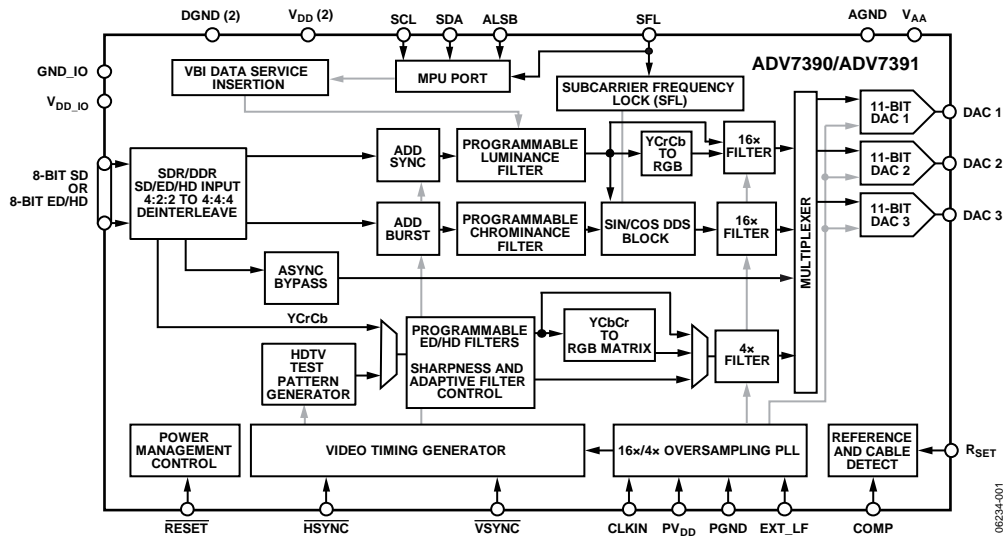 DGND (2)
VDD (2)
SCL
SDA
ALSB
SFL
AGND
VAA
GND_IO
VDD_IO
8-BIT SD
OR
8-BIT ED/HD
VBI DATA SERVICE
INSERTION
MPU PORT
SUBCARRIER FREQUENCY
LOCK (SFL)
ADV7390/ADV7391
SDR/DDR
SD/ED/HD INPUT
4:2:2 TO 4:4:4
DEINTERLEAVE
ADD
SYNC
PROGRAMMABLE
LUMINANCE
FILTER
YCrCb
TO
RGB
16×
FILTER
ADD
BURST
PROGRAMMABLE
CHROMINANCE
FILTER
SIN/COS DDS
BLOCK
16×
FILTER
MULTIPLEXER
11-BIT
DAC 1
DAC 1
11-BIT
DAC 2
DAC 2
11-BIT
DAC 3
DAC 3
ASYNC
BYPASS
YCrCb
HDTV
TEST
PATTERN
GENERATOR
PROGRAMMABLE
ED/HD FILTERS
SHARPNESS AND
ADAPTIVE FILTER
CONTROL
YCbCr
TO
RGB MATRIX
4×
FILTER
POWER
MANAGEMENT
CONTROL
VIDEO TIMING GENERATOR
16×/4× OVERSAMPLING PLL
REFERENCE
AND CABLE
DETECT
RSET
RESET
HSYNC
VSYNC
CLKIN
PVDD
PGND
EXT_LF
COMP
06234-001